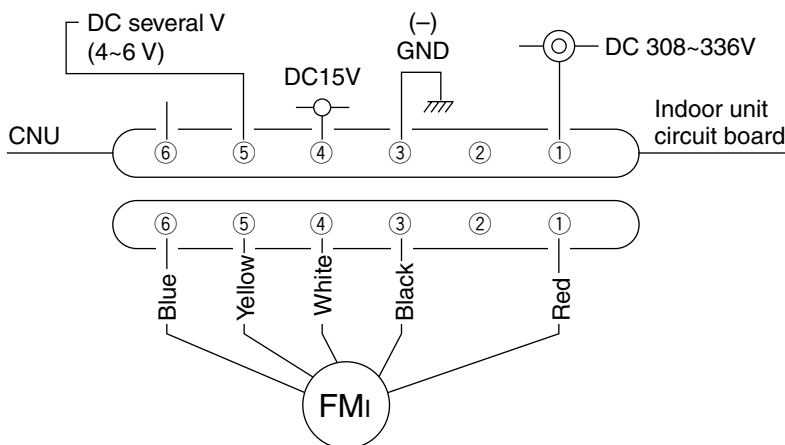 DC several V
(4~6 V)
(–)
GND
DC 308~336V
DC15V
CNU
Indoor unit
circuit board
⑥ ⑤ ④ ③ ② ①
⑥ ⑤ ④ ③ ② ①
Blue
Yellow
White
Black
Red
FMI